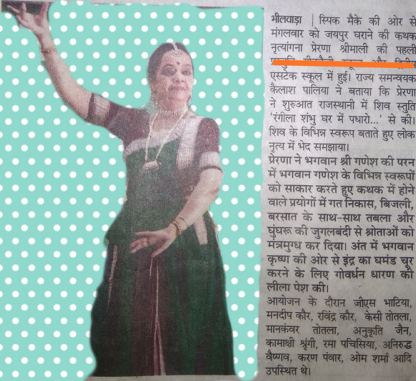 भीलवाड़ा | स्पिक मैके की ओर से
मंगलवार को जयपुर घराने की कथक
नृत्यांगना प्रेरणा श्रीमाली की पहली
एसटेक स्कूल में हुई। राज्य समन्वयक
कैलाश पालिया ने बताया कि प्रेरणा
ने शुरुआत राजस्थानी में शिव स्तुति
'रंगीला शंभु घर में पधारो...' से की।
शिव के विभिन्न स्वरूप बताते हुए लोक
नृत्य में भेद समझाया।
प्रेरणा ने भगवान श्री गणेश की परन
में भगवान गणेश के विभिन्न स्वरूपों
को साकार करते हुए कथक में होने
वाले प्रयोगों में गत निकास, बिजली,
बरसात के साथ-साथ तबला और
घुंघरू की जुगलबंदी से श्रोताओं को
मंत्रमुग्ध कर दिया। अंत में भगवान
कृष्ण की ओर से इंद्र का घमंड चूर
करने के लिए गोवर्धन धारण की
लीला पेश की।
आयोजन के दौरान जीएस भाटिया,
मनदीप कौर, रविंद्र कौर, केसी तोतला,
मानकंवर तोतला, अनुकृति जैन,
कामाक्षी श्रृंगी, रमा पचिसिया, अनिरुद्ध
वैष्णव, करण पंवार, ओम शर्मा आदि
उपस्थित थे।